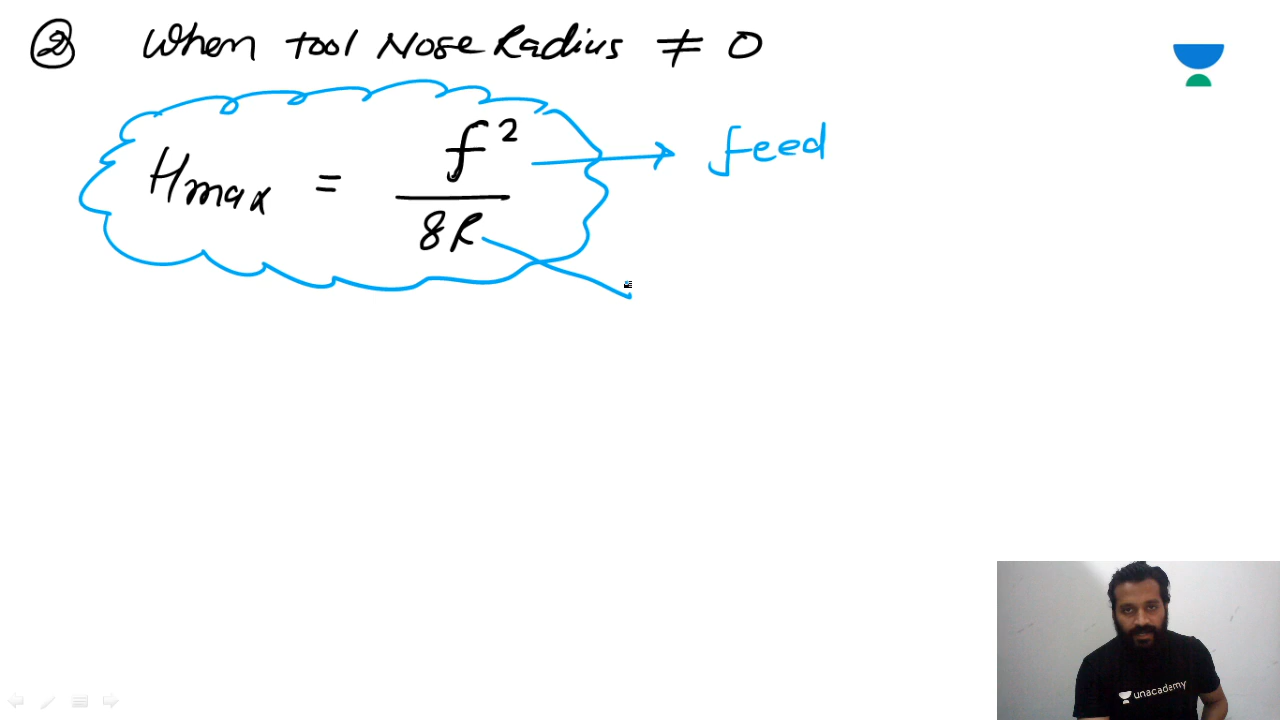 ② When tool Nose Radius ≠ 0
Hmax = f² / 8R
feed
unacademy